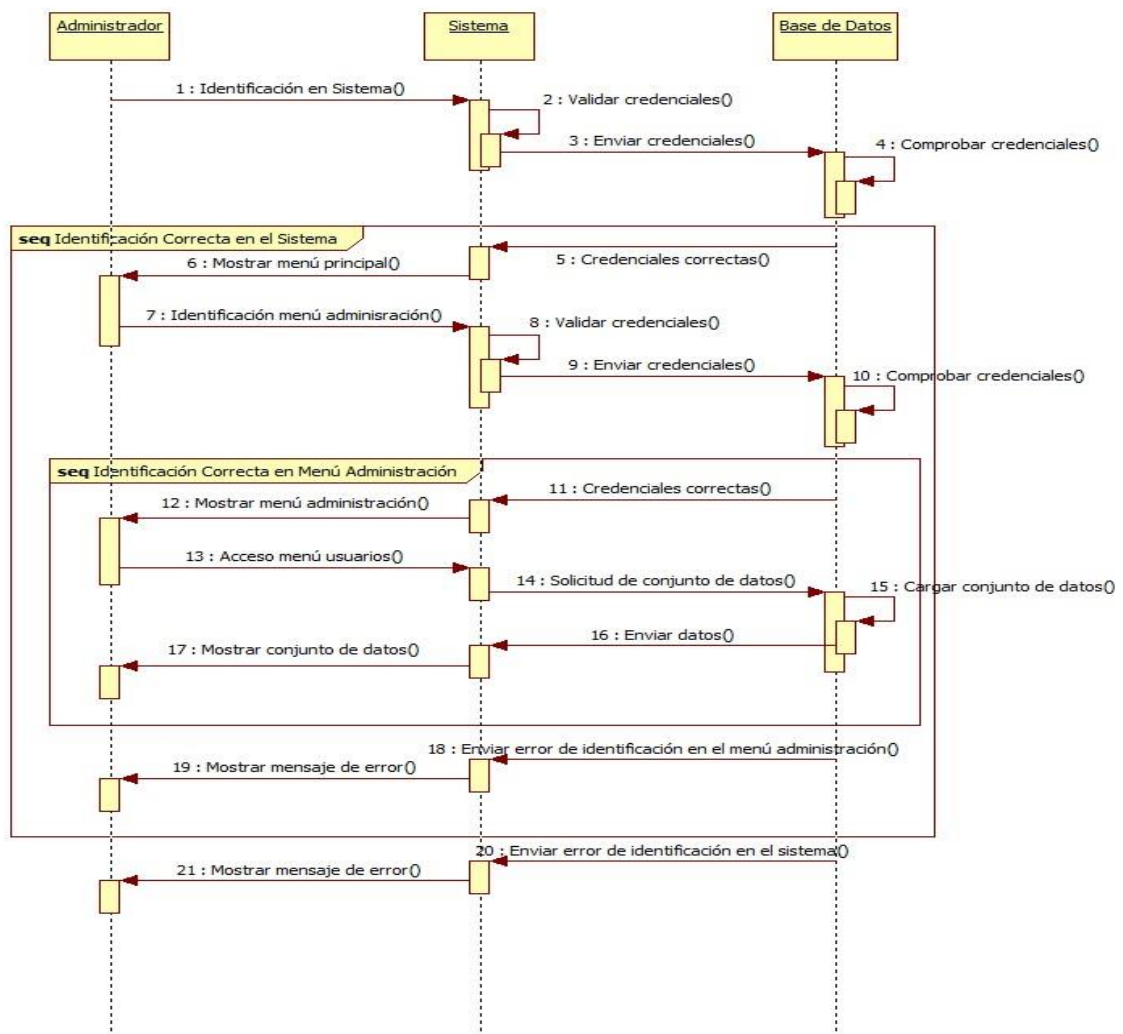 Administrador
Sistema
Base de Datos
1 : Identificación en Sistema()
2 : Validar credenciales()
3 : Enviar credenciales()
4 : Comprobar credenciales()
seq Identificación Correcta en el Sistema
5 : Credenciales correctas()
6 : Mostrar menú principal()
7 : Identificación menú adminisración()
8 : Validar credenciales()
9 : Enviar credenciales()
10 : Comprobar credenciales()
seq Identificación Correcta en Menú Administración
11 : Credenciales correctas()
12 : Mostrar menú administración()
13 : Acceso menú usuarios()
14 : Solicitud de conjunto de datos()
15 : Cargar conjunto de datos()
16 : Enviar datos()
17 : Mostrar conjunto de datos()
18 : Enviar error de identificación en el menú administración()
19 : Mostrar mensaje de error()
20 : Enviar error de identificación en el sistema()
21 : Mostrar mensaje de error()